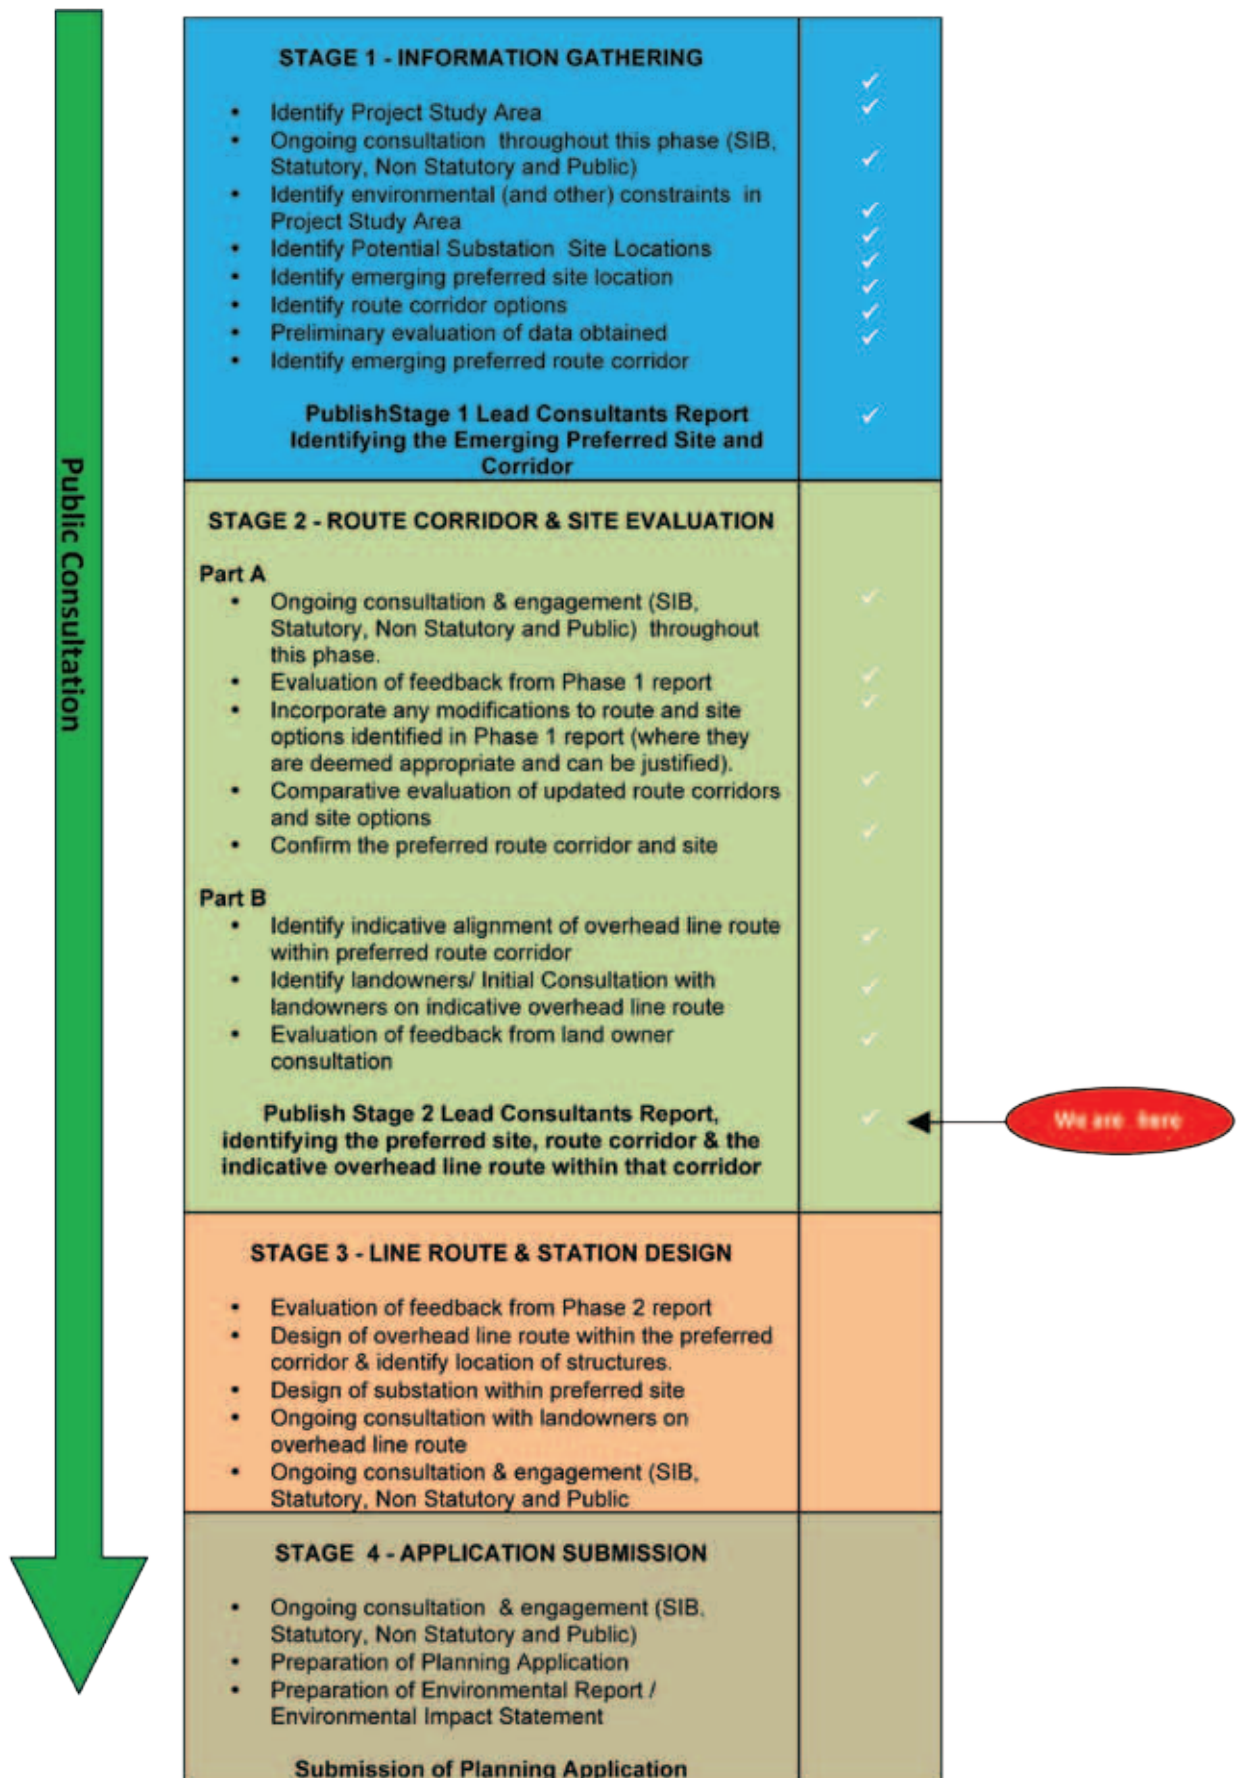 Public Consultation
STAGE 1 - INFORMATION GATHERING
• Identify Project Study Area
• Ongoing consultation throughout this phase (SIB,
Statutory, Non Statutory and Public)
• Identify environmental (and other) constraints in
Project Study Area
• Identify Potential Substation Site Locations
• Identify emerging preferred site location
• Identify route corridor options
• Preliminary evaluation of data obtained
• Identify emerging preferred route corridor
PublishStage 1 Lead Consultants Report
Identifying the Emerging Preferred Site and
Corridor
STAGE 2 - ROUTE CORRIDOR & SITE EVALUATION
Part A
• Ongoing consultation & engagement (SIB,
Statutory, Non Statutory and Public) throughout
this phase.
• Evaluation of feedback from Phase 1 report
• Incorporate any modifications to route and site
options identified in Phase 1 report (where they
are deemed appropriate and can be justified).
• Comparative evaluation of updated route corridors
and site options
• Confirm the preferred route corridor and site
Part B
• Identify indicative alignment of overhead line route
within preferred route corridor
• Identify landowners/ Initial Consultation with
landowners on indicative overhead line route
• Evaluation of feedback from land owner
consultation
Publish Stage 2 Lead Consultants Report,
identifying the preferred site, route corridor & the
indicative overhead line route within that corridor
We are here
STAGE 3 - LINE ROUTE & STATION DESIGN
• Evaluation of feedback from Phase 2 report
• Design of overhead line route within the preferred
corridor & identify location of structures.
• Design of substation within preferred site
• Ongoing consultation with landowners on
overhead line route
• Ongoing consultation & engagement (SIB,
Statutory, Non Statutory and Public
STAGE 4 - APPLICATION SUBMISSION
• Ongoing consultation & engagement (SIB,
Statutory, Non Statutory and Public)
• Preparation of Planning Application
• Preparation of Environmental Report /
Environmental Impact Statement
Submission of Planning Application